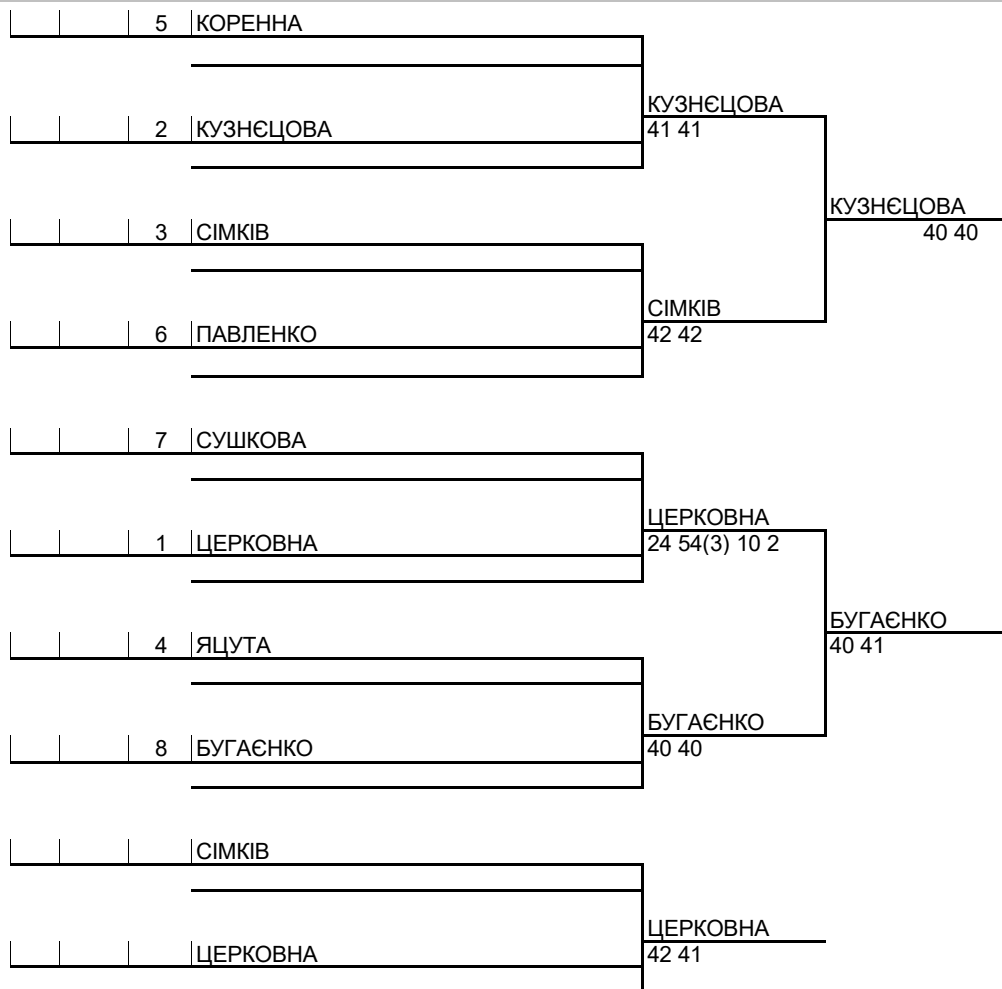 5 КОРЕННА
КУЗНЄЦОВА
2 КУЗНЄЦОВА
41 41
КУЗНЄЦОВА
3 СІМКІВ
40 40
СІМКІВ
6 ПАВЛЕНКО
42 42
7 СУШКОВА
ЦЕРКОВНА
1 ЦЕРКОВНА
24 54(3) 10 2
БУГАЄНКО
4 ЯЦУТА
40 41
БУГАЄНКО
8 БУГАЄНКО
40 40
СІМКІВ
ЦЕРКОВНА
ЦЕРКОВНА
42 41